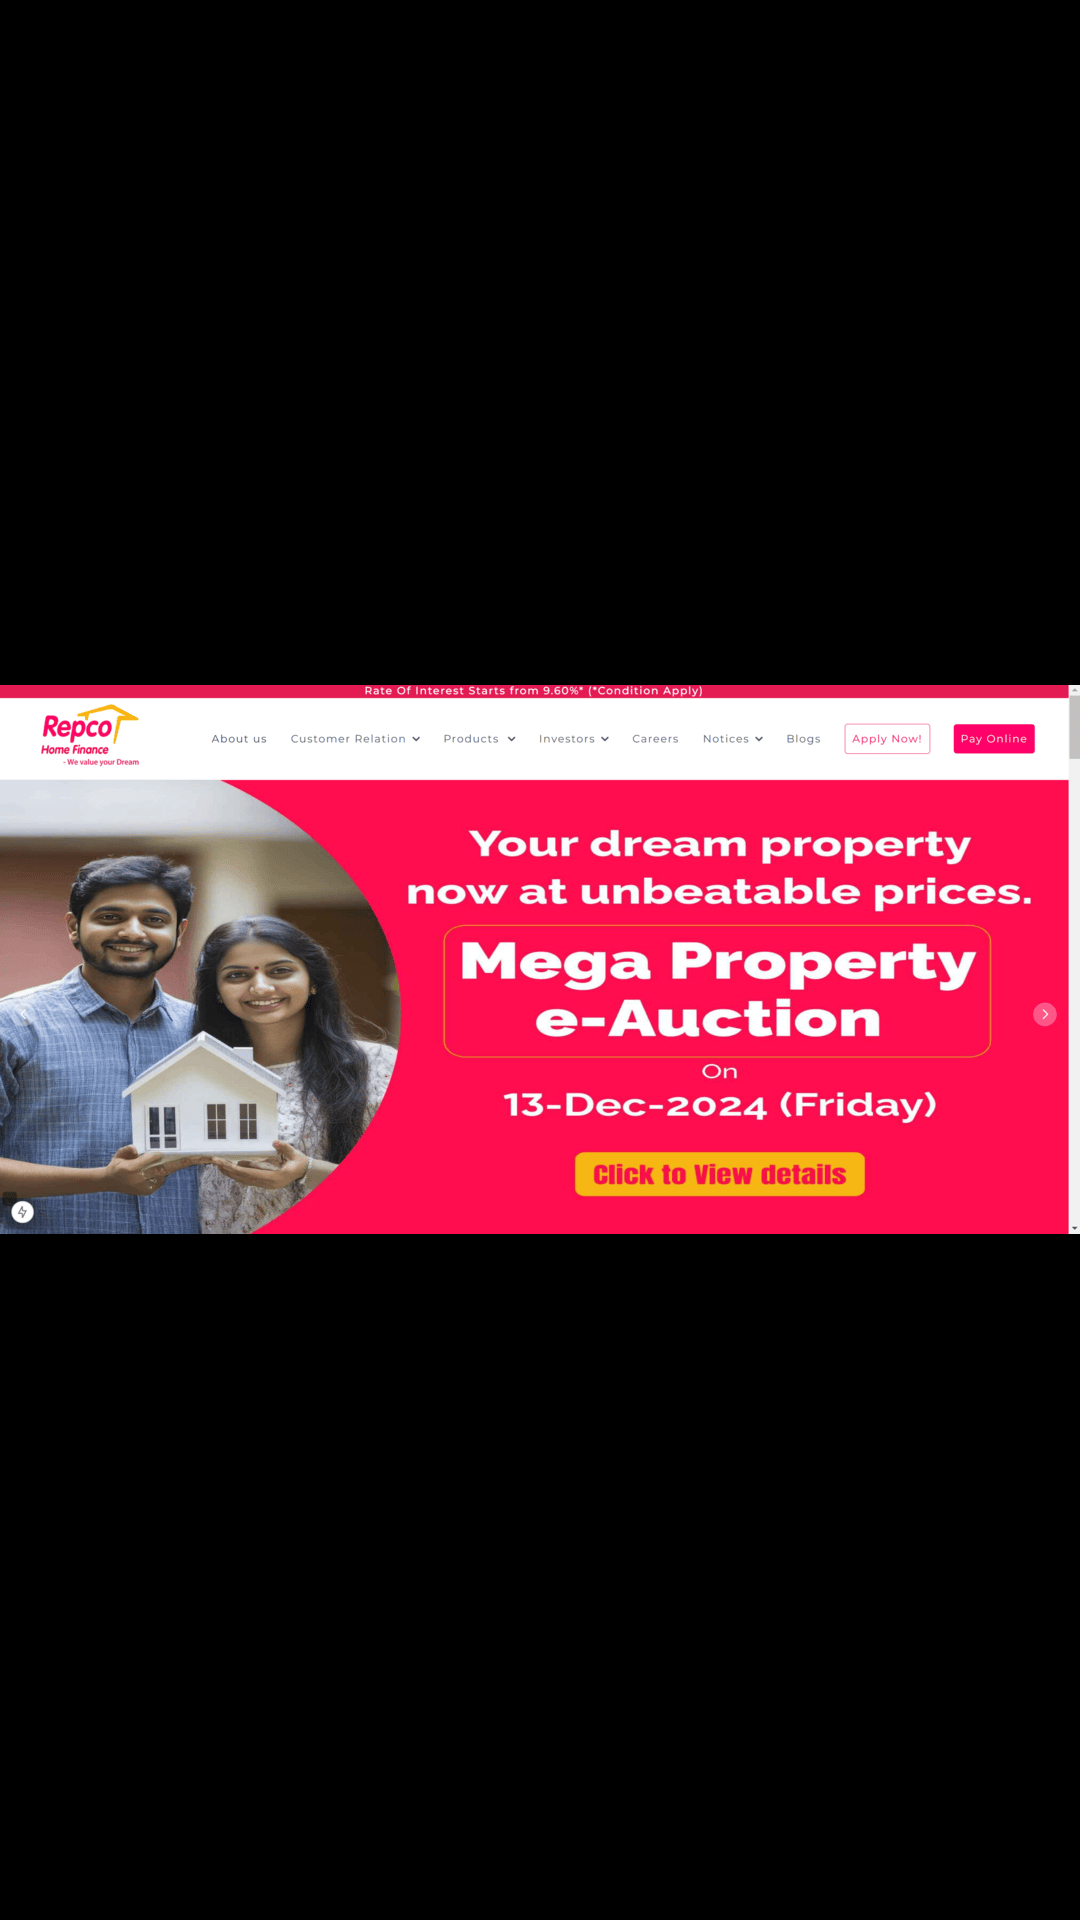 Rate Of Interest Starts from 9.60%* (*Condition Apply)
Repco
Home Finance
- We value your Dream
About us
Customer Relation
Products
Investors
Careers
Notices
Blogs
Apply Now!
Pay Online
Your dream property
now at unbeatable prices.
Mega Property
e-Auction
On
13-Dec-2024 (Friday)
Click to View details